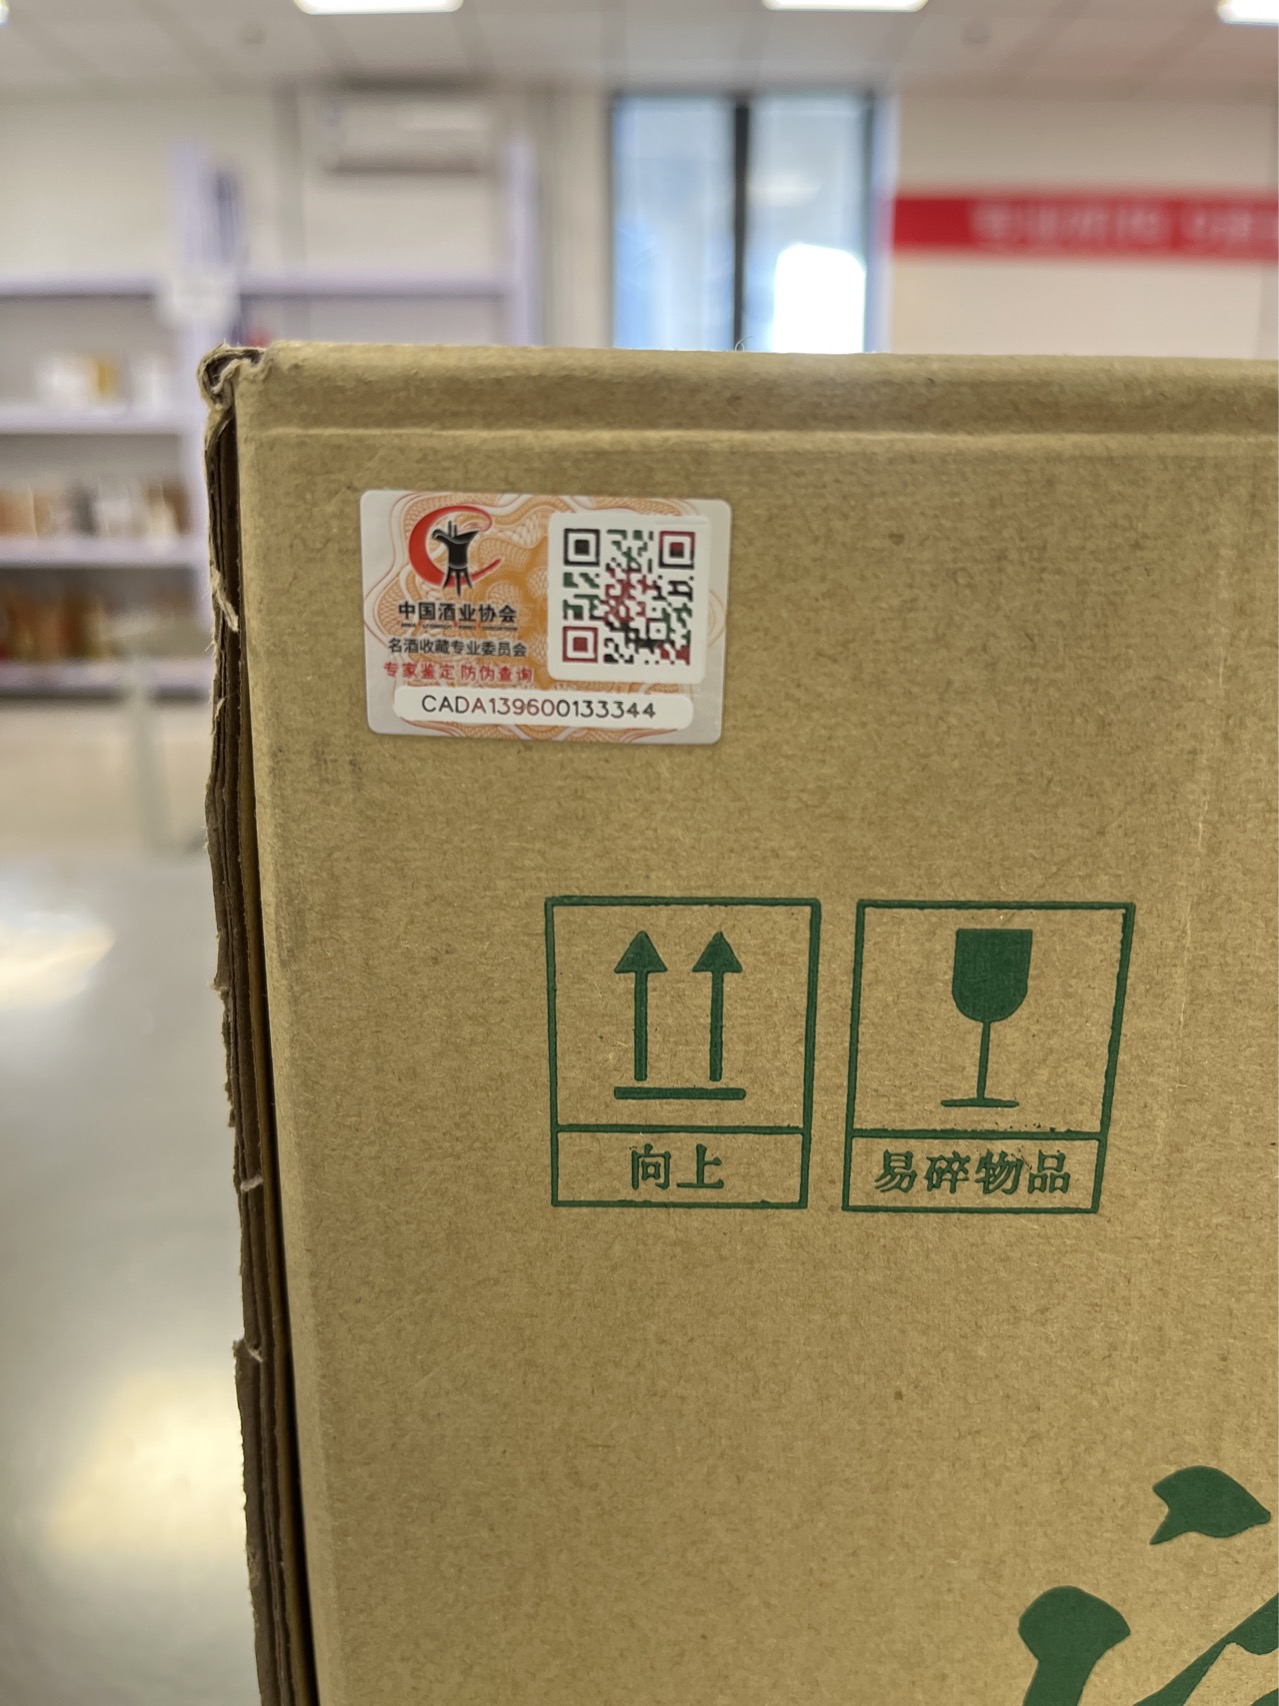 中国酒业协会
名酒收藏专业委员会
专家鉴定 防伪查询
CADA139600133344
向上
易碎物品